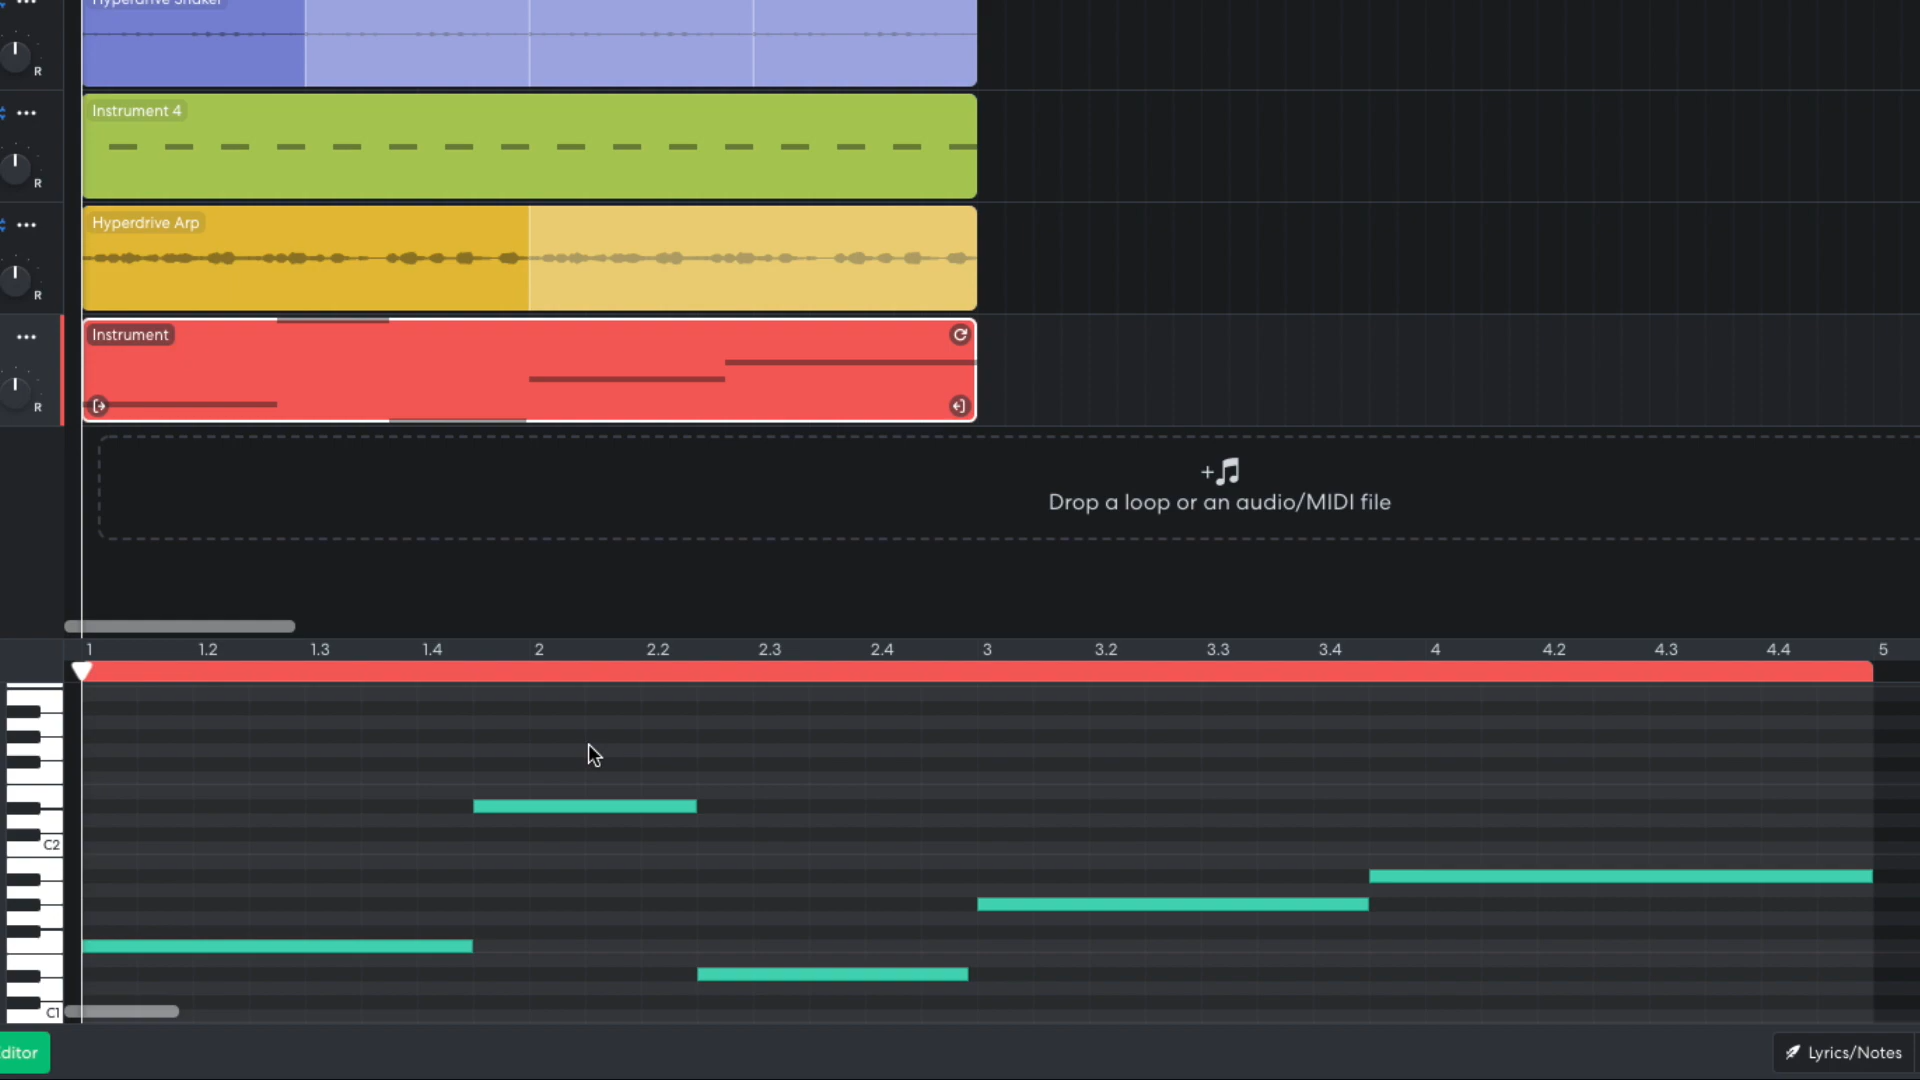 Hyperdrive Shaker
R
Instrument 4
R
Hyperdrive Arp
R
Instrument
R
Drop a loop or an audio/MIDI file
1 1.2 1.3 1.4 2 2.2 2.3 2.4 3 3.2 3.3 3.4 4 4.2 4.3 4.4 5
C2
C1
ditor
Lyrics/Notes